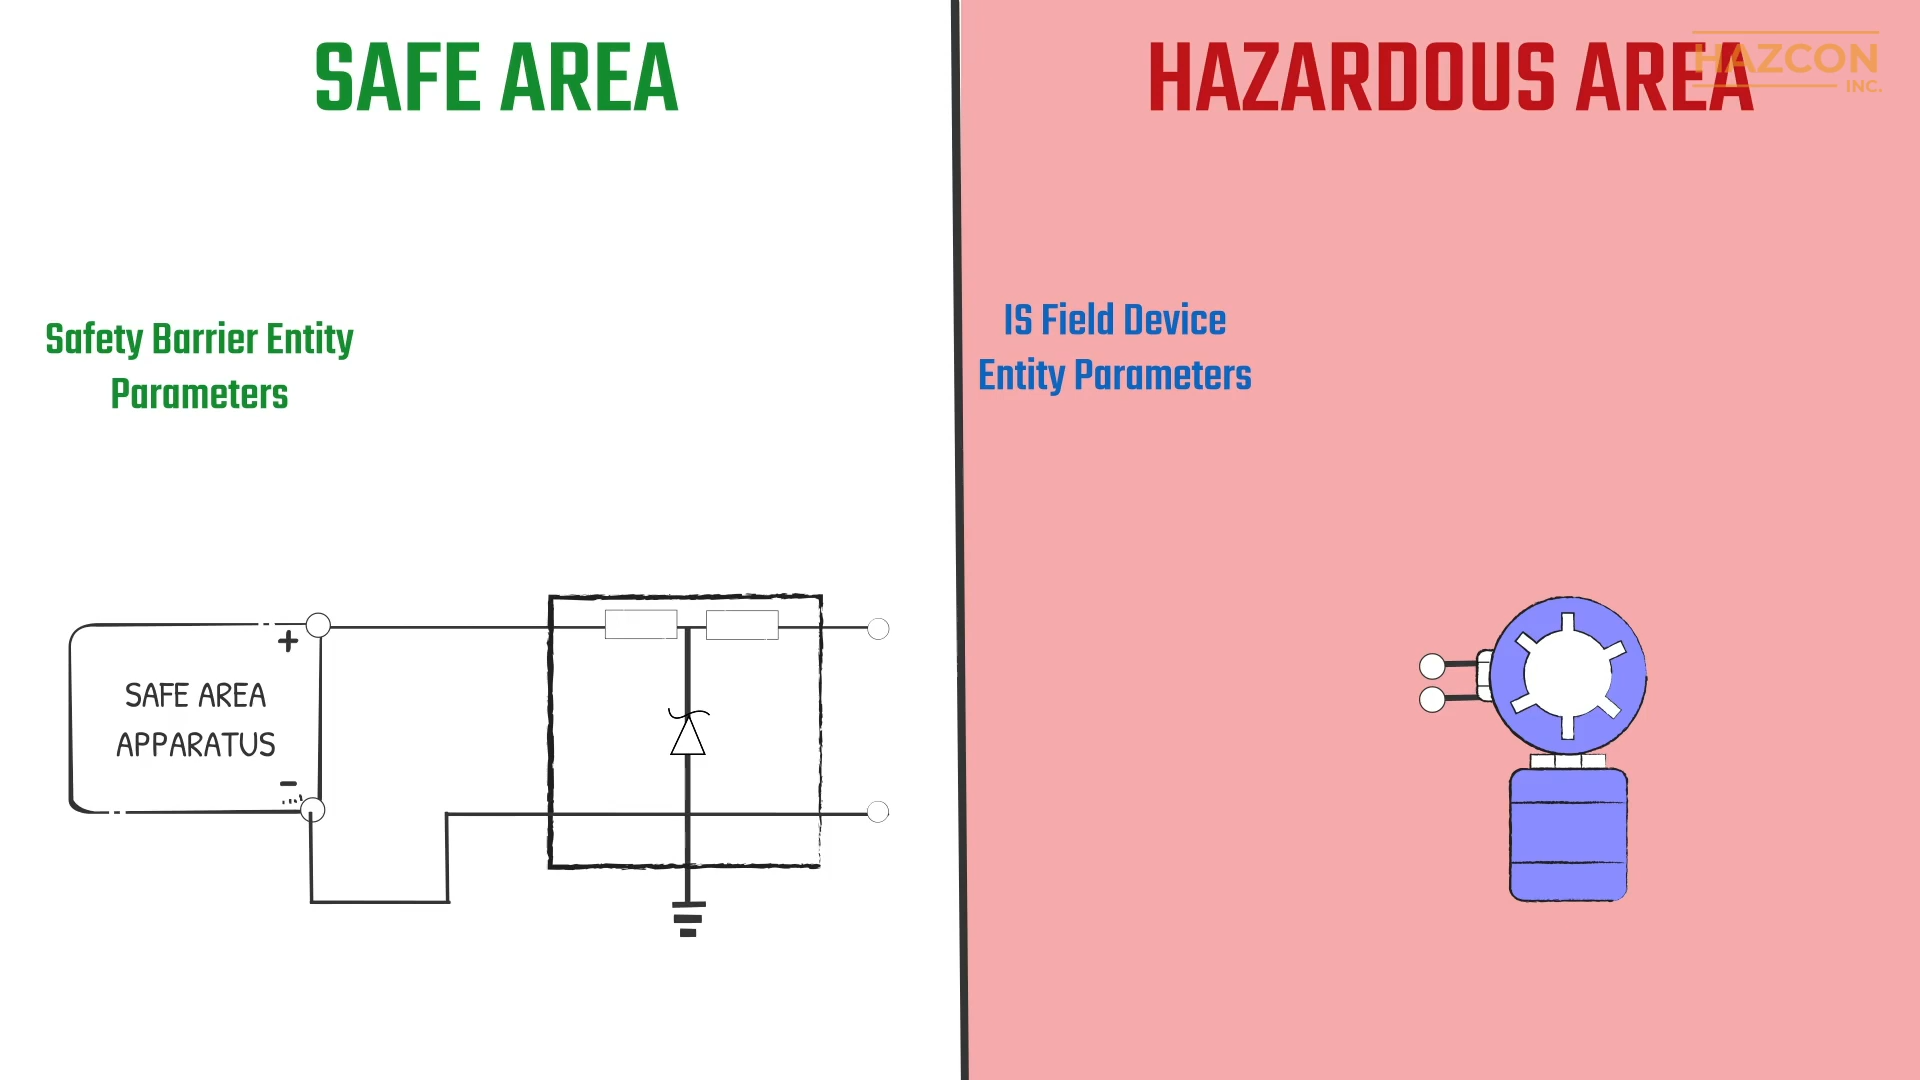 SAFE AREA
HAZARDOUS AREA
HAZCON
INC.
Safety Barrier Entity
Parameters
IS Field Device
Entity Parameters
+
SAFE AREA
APPARATUS
-